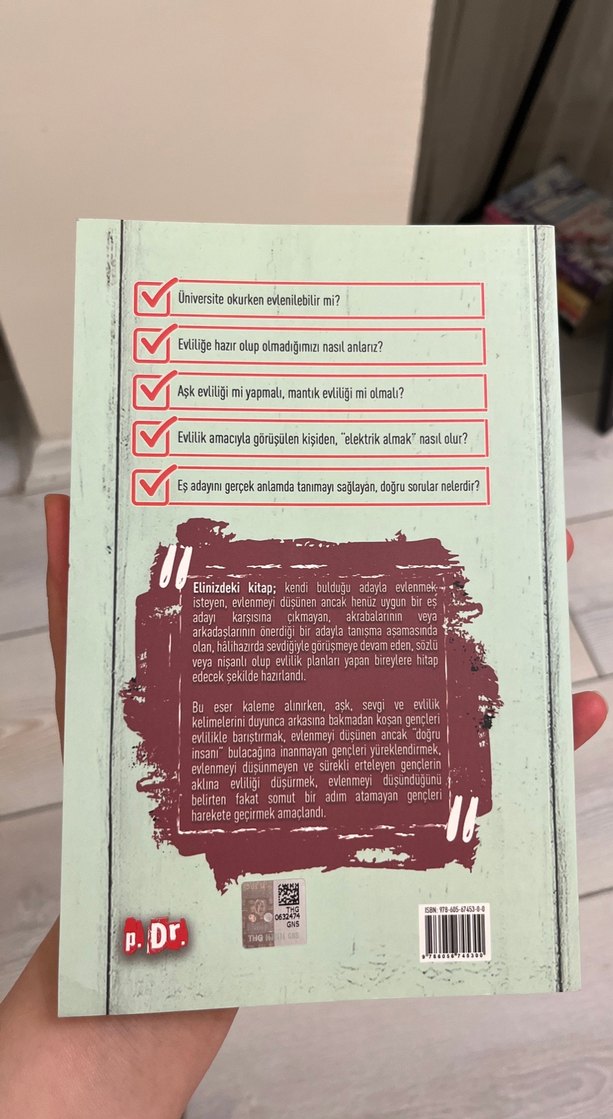 Üniversite okurken evlenilebilir mi?
Evliliğe hazır olup olmadığımızı nasıl anlarız?
Aşk evliliği mi yapmalı, mantık evliliği mi olmalı?
Evlilik amacıyla görüşülen kişiden, "elektrik almak" nasıl olur?
Eş adayını gerçek anlamda tanımayı sağlayan, doğru sorular nelerdir?
Elinizdeki kitap; kendi bulduğu adayla evlenmek
isteyen, evlenmeyi düşünen ancak henüz uygun bir eş
adayı karşısına çıkmayan, akrabalarının veya
arkadaşlarının önerdiği bir adayla tanışma aşamasında
olan, hâlihazırda sevdiğiyle görüşmeye devam eden, sözlü
veya nişanlı olup evlilik planları yapan bireylere hitap
edecek şekilde hazırlandı.
Bu eser kaleme alınırken, aşk, sevgi ve evlilik
kelimelerini duyunca arkasına bakmadan koşan gençleri
evlilikle barıştırmak, evlenmeyi düşünen ancak "doğru
insanı" bulacağına inanmayan gençleri yüreklendirmek,
evlenmeyi düşünmeyen ve sürekli erteleyen gençlerin
aklına evliliği düşürmek, evlenmeyi düşündüğünü
belirten fakat somut bir adım atamayan gençleri
harekete geçirmek amaçlandı.
p. Dr.
THG
0632474
GNS
ISBN: 978-605-67453-0-0
9 786056 745300